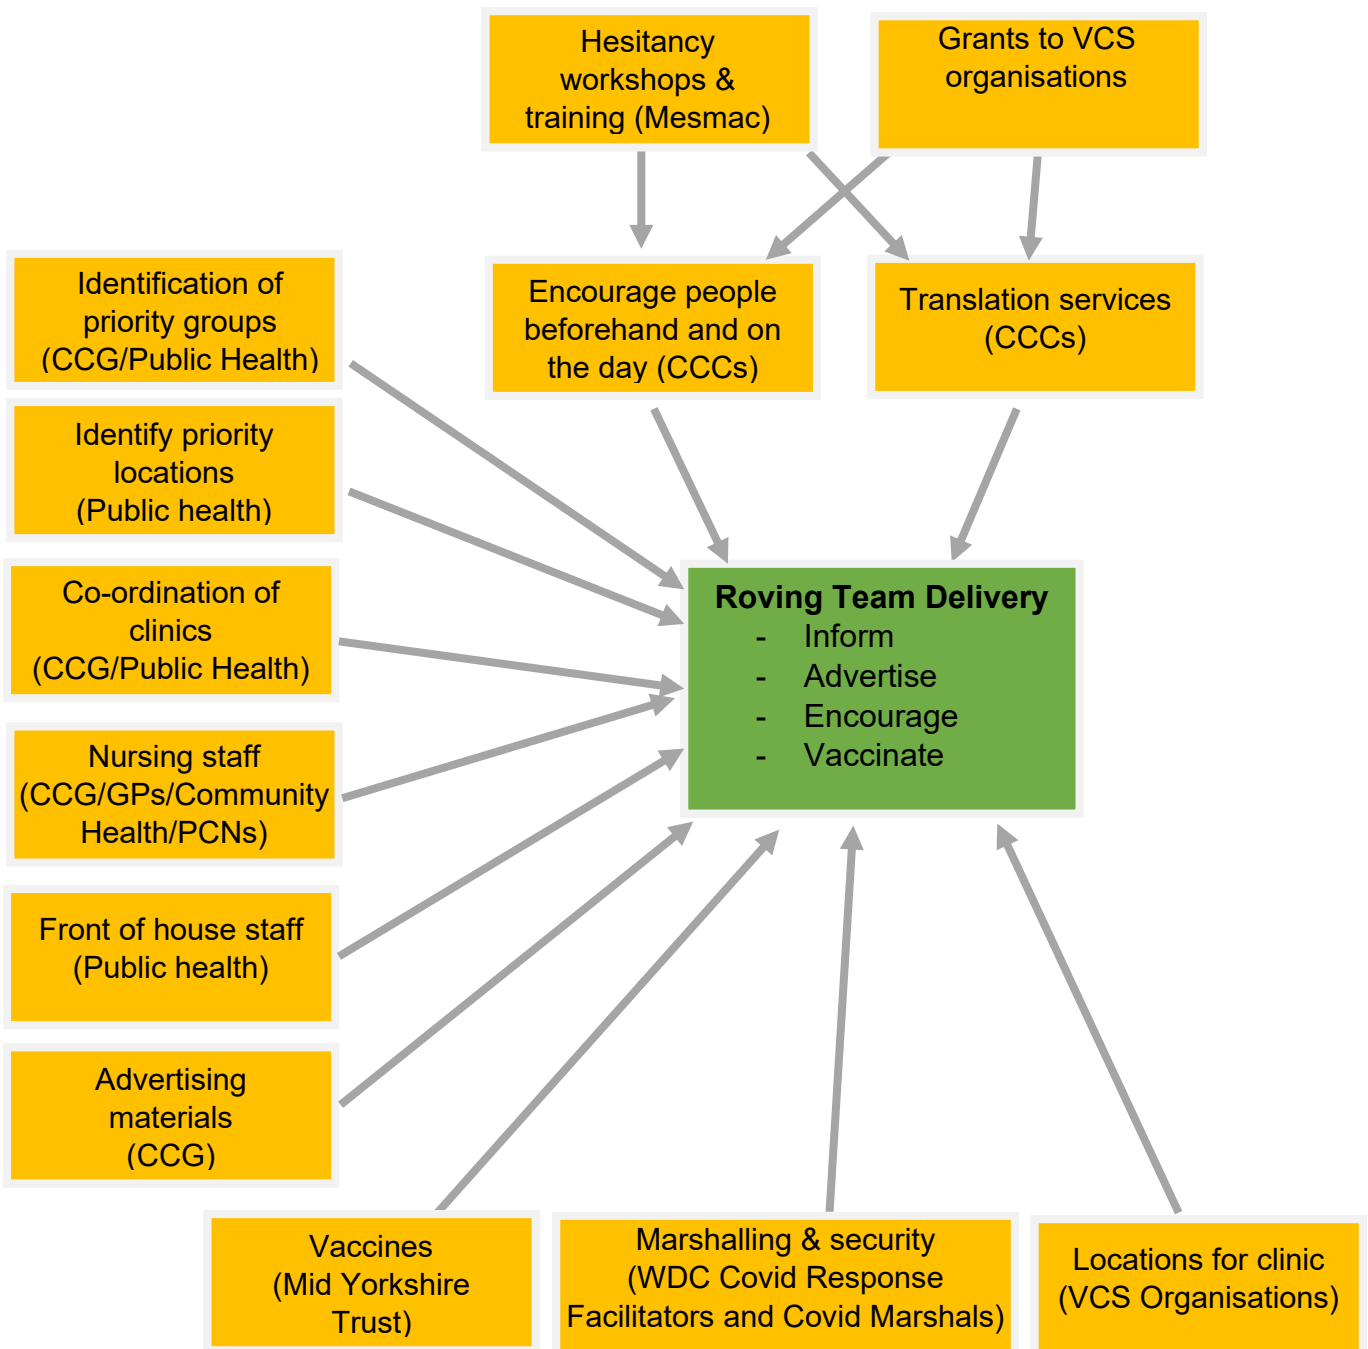 Hesitancy
workshops &
training (Mesmac)
Grants to VCS
organisations
Identification of
priority groups
(CCG/Public Health)
Encourage people
beforehand and on
the day (CCCs)
Translation services
(CCCs)
Identify priority
locations
(Public health)
Co-ordination of
clinics
(CCG/Public Health)
Roving Team Delivery
- Inform
- Advertise
- Encourage
- Vaccinate
Nursing staff
(CCG/GPs/Community
Health/PCNs)
Front of house staff
(Public health)
Advertising
materials
(CCG)
Vaccines
(Mid Yorkshire
Trust)
Marshalling & security
(WDC Covid Response
Facilitators and Covid Marshals)
Locations for clinic
(VCS Organisations)